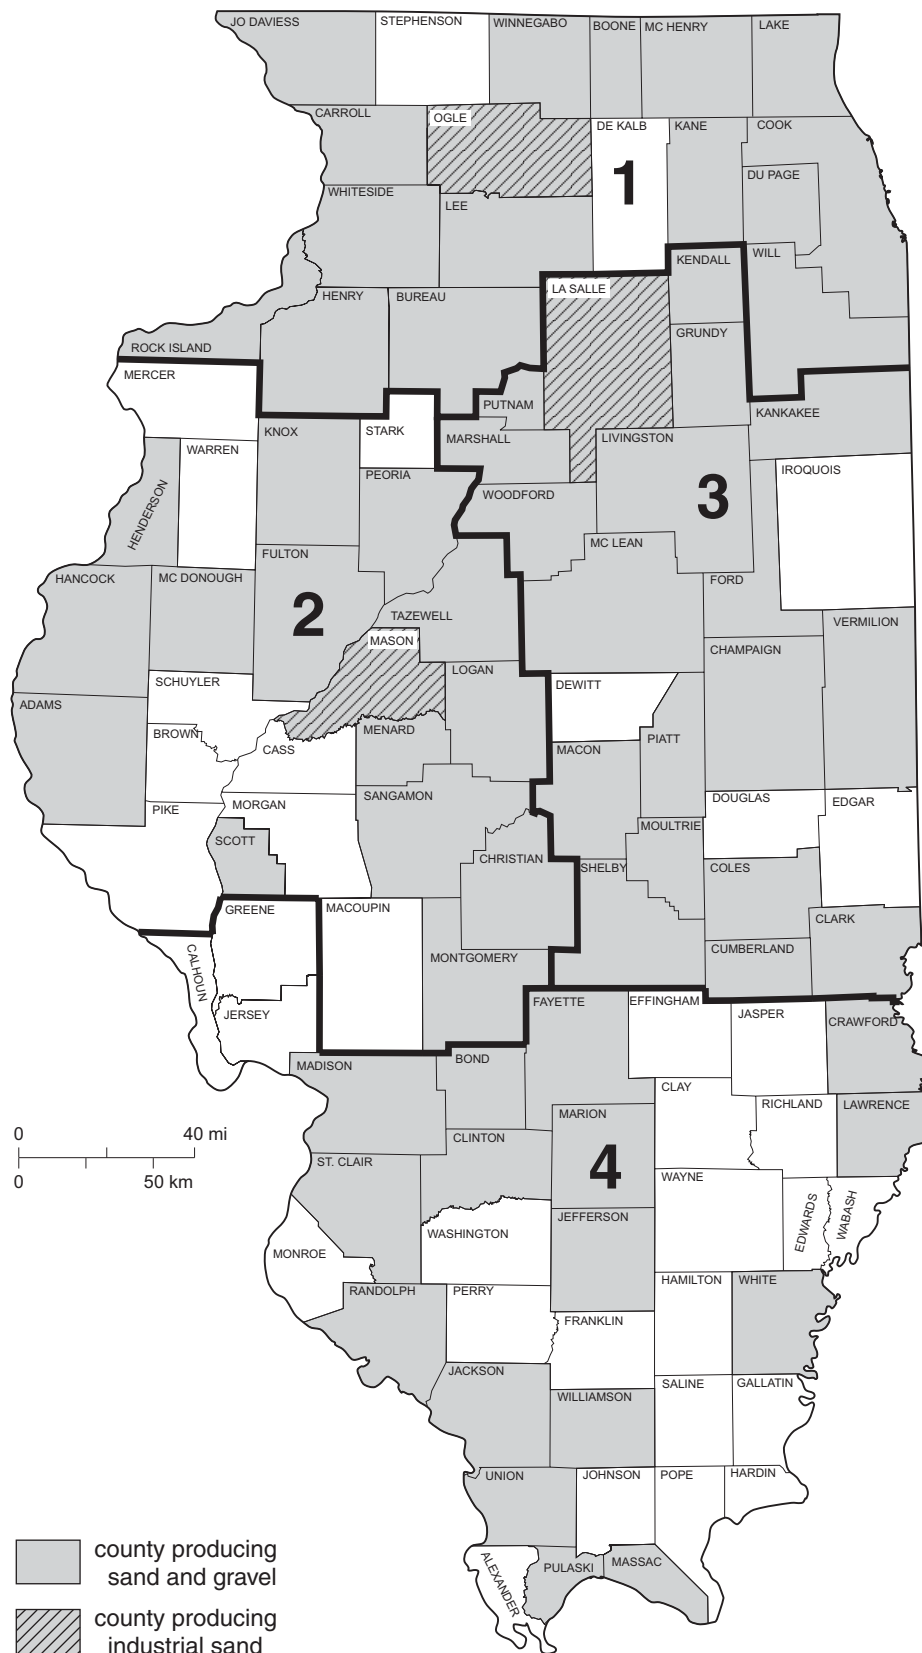 JO DAVIESS
STEPHENSON
WINNEGABO
BOONE
MC HENRY
LAKE
CARROLL
OGLE
DE KALB
KANE
COOK
1
DU PAGE
WHITESIDE
LEE
WILL
KENDALL
LA SALLE
HENRY
BUREAU
GRUNDY
ROCK ISLAND
MERCER
PUTNAM
KANKAKEE
KNOX
STARK
MARSHALL
LIVINGSTON
WARREN
PEORIA
IROQUOIS
WOODFORD
3
HENDERSON
MC LEAN
FULTON
HANCOCK
MC DONOUGH
FORD
2
TAZEWELL
VERMILION
MASON
CHAMPAIGN
LOGAN
SCHUYLER
DEWITT
ADAMS
BROWN
MENARD
PIATT
CASS
MACON
SANGAMON
DOUGLAS
EDGAR
PIKE
MORGAN
MOULTRIE
SCOTT
CHRISTIAN
SHELBY
COLES
GREENE
MACOUPIN
CLARK
CUMBERLAND
MONTGOMERY
CALHOUN
JERSEY
FAYETTE
EFFINGHAM
JASPER
CRAWFORD
MADISON
BOND
CLAY
RICHLAND
LAWRENCE
MARION
0 40 mi
CLINTON
ST. CLAIR
4
0 50 km
WAYNE
EDWARDS
WABASH
JEFFERSON
WASHINGTON
MONROE
HAMILTON
WHITE
RANDOLPH
PERRY
FRANKLIN
JACKSON
SALINE
GALLATIN
WILLIAMSON
UNION
JOHNSON
POPE
HARDIN
county producing
sand and gravel
ALEXANDER
PULASKI
MASSAC
county producing
industrial sand